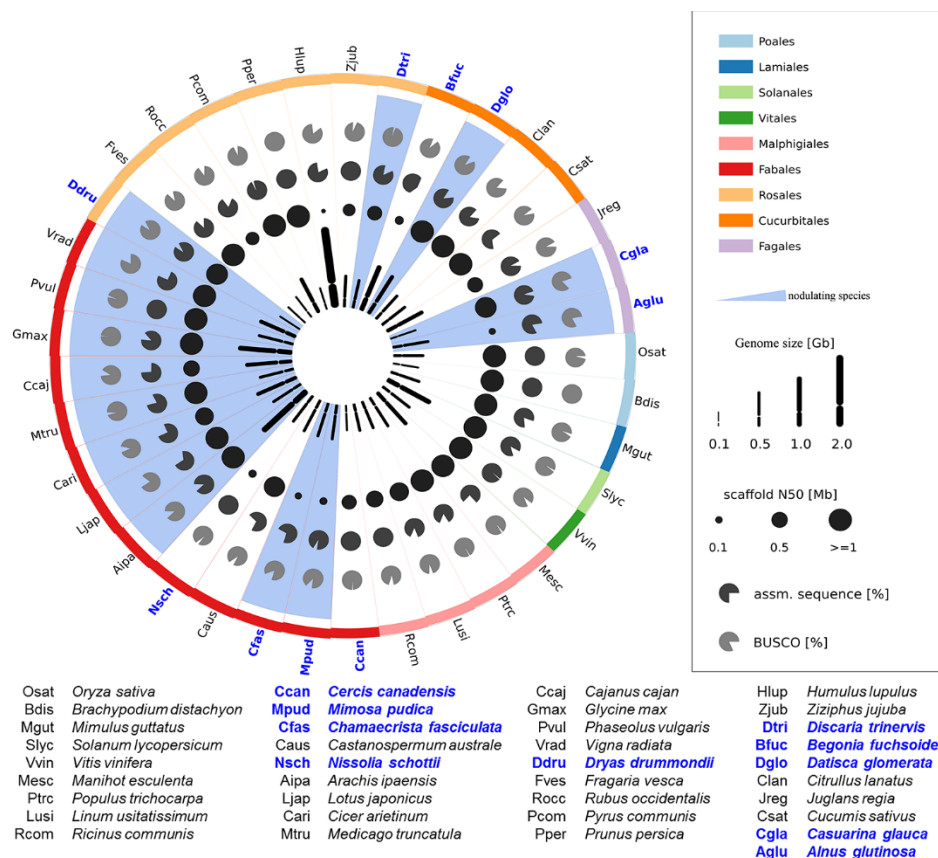 Zjub
Dtri
Hlup
Bfuc
Pper
Dglo
Pcom
Clan
Rocc
Csat
Fves
Jreg
Ddru
Cgla
Vrad
Aglu
Pvul
Osat
Gmax
Bdis
Ccaj
Mgut
Mtru
Slyc
Cari
Vvin
Ljap
Mesc
Aipa
Ptrc
Nsch
Lusi
Caus
Rcom
Cfas
Mpud
Ccan
Poales
Lamiales
Solanales
Vitales
Malphigiales
Fabales
Rosales
Cucurbitales
Fagales
nodulating species
Genome size [Gb]
0.1 0.5 1.0 2.0
scaffold N50 [Mb]
0.1 0.5 >=1
assm. sequence [%]
BUSCO [%]
Osat Oryza sativa
Bdis Brachypodium distachyon
Mgut Mimulus guttatus
Slyc Solanum lycopersicum
Vvin Vitis vinifera
Mesc Manihot esculenta
Ptrc Populus trichocarpa
Lusi Linum usitatissimum
Rcom Ricinus communis
Ccan Cercis canadensis
Mpud Mimosa pudica
Cfas Chamaecrista fasciculata
Caus Castanospermum australe
Nsch Nissolia schottii
Aipa Arachis ipaensis
Ljap Lotus japonicus
Cari Cicer arietinum
Mtru Medicago truncatula
Ccaj Cajanus cajan
Gmax Glycine max
Pvul Phaseolus vulgaris
Vrad Vigna radiata
Ddru Dryas drummondii
Fves Fragaria vesca
Rocc Rubus occidentalis
Pcom Pyrus communis
Pper Prunus persica
Hlup Humulus lupulus
Zjub Ziziphus jujuba
Dtri Discaria trinervis
Bfuc Begonia fuchsoide
Dglo Datisca glomerata
Clan Citrullus lanatus
Jreg Juglans regia
Csat Cucumis sativus
Cgla Casuarina glauca
Aglu Alnus glutinosa